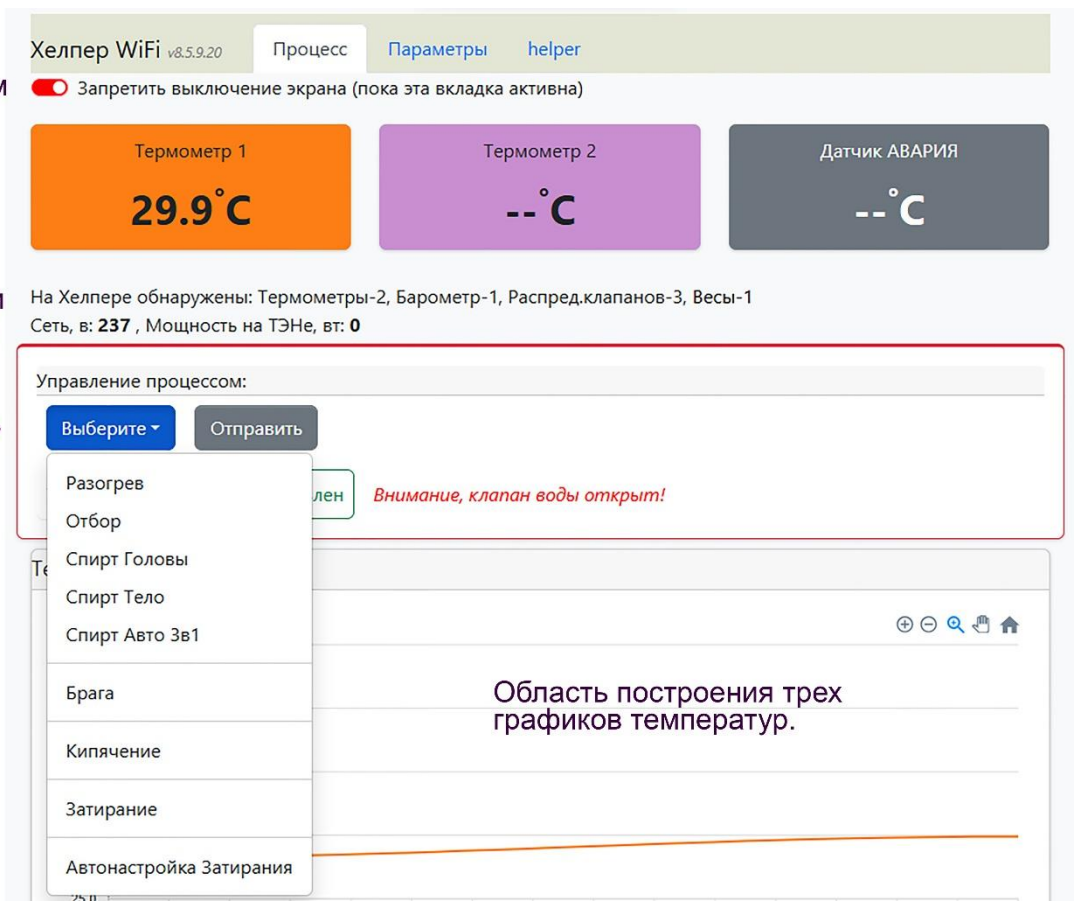 Хелпер WiFi v8.5.9.20 Процесс Параметры helper
Запретить выключение экрана (пока эта вкладка активна)
Термометр 1 Термометр 2 Датчик АВАРИЯ
29.9°C --°C --°C
На Хелпере обнаружены: Термометры-2, Барометр-1, Распред.клапанов-3, Весы-1
Сеть, в: 237 , Мощность на ТЭНе, вт: 0
Управление процессом:
Выберите Отправить
Разогрев
лен Внимание, клапан воды открыт!
Отбор
Спирт Головы
Те
Спирт Тело
Спирт Авто 3в1
Брага
Область построения трех
графиков температур.
Кипячение
Затирание
Автонастройка Затирания